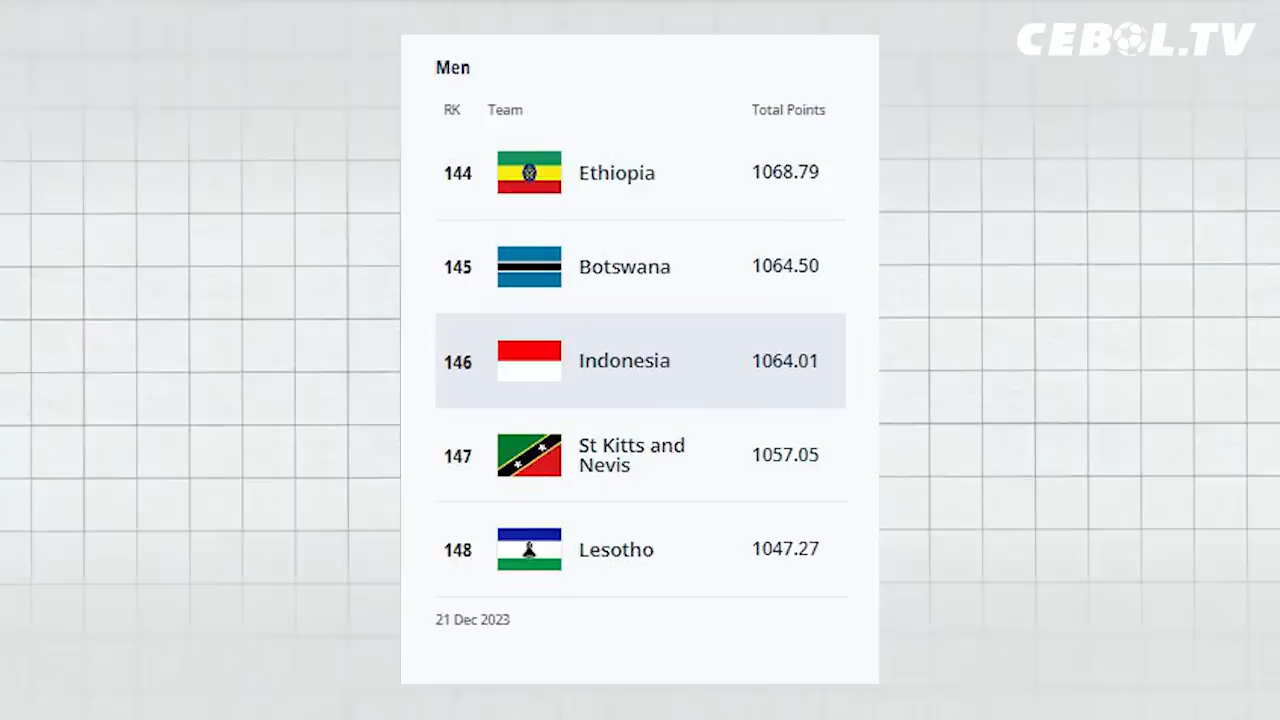 CEBOL.TV
Men
RK Team Total Points
144 Ethiopia 1068.79
145 Botswana 1064.50
146 Indonesia 1064.01
147 St Kitts and Nevis 1057.05
148 Lesotho 1047.27
21 Dec 2023